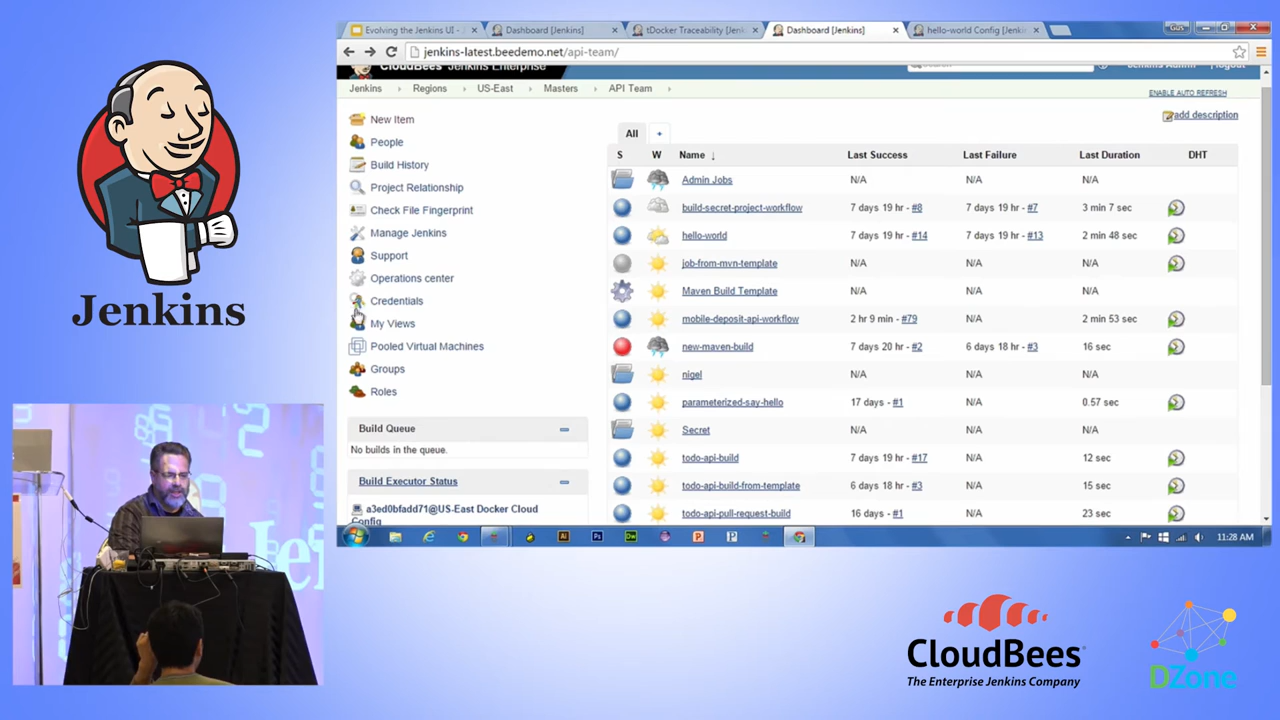 Evolving the Jenkins UI -
Dashboard [Jenkins]
tDocker Traceability [Jenk
Dashboard [Jenkins]
hello-world Config [Jenkin
Gus
jenkins-latest.beedemo.net/api-team/
CloudBees Jenkins Enterprise
Jenkins Regions US-East Masters API Team
ENABLE AUTO REFRESH
New Item
People
Build History
Project Relationship
Check File Fingerprint
Manage Jenkins
Support
Operations center
Credentials
My Views
Pooled Virtual Machines
Groups
Roles
Build Queue
No builds in the queue.
Build Executor Status
a3ed0bfadd71@US-East Docker Cloud
Config
add description
All +
S W Name ↓ Last Success Last Failure Last Duration DHT
Admin Jobs N/A N/A N/A
build-secret-project-workflow 7 days 19 hr - #8 7 days 19 hr - #7 3 min 7 sec
hello-world 7 days 19 hr - #14 7 days 19 hr - #13 2 min 48 sec
job-from-mvn-template N/A N/A N/A
Maven Build Template N/A N/A N/A
mobile-deposit-api-workflow 2 hr 9 min - #79 N/A 2 min 53 sec
new-maven-build 7 days 20 hr - #2 6 days 18 hr - #3 16 sec
nigel N/A N/A N/A
parameterized-say-hello 17 days - #1 N/A 0.57 sec
Secret N/A N/A N/A
todo-api-build 7 days 19 hr - #17 N/A 12 sec
todo-api-build-from-template 6 days 18 hr - #3 N/A 15 sec
todo-api-pull-request-build 16 days - #1 N/A 23 sec
11:28 AM
Jenkins
CloudBees
The Enterprise Jenkins Company
DZone